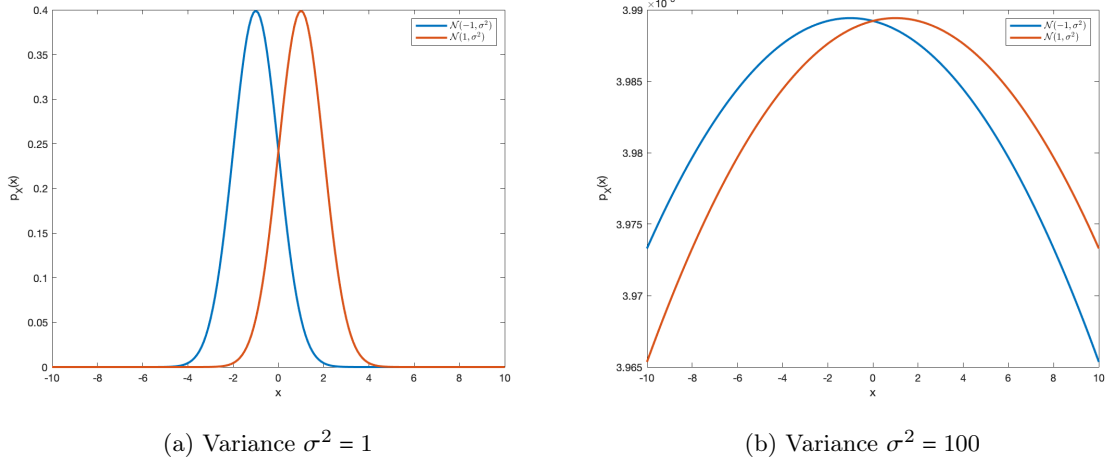 0.4
0.35
0.3
0.25
0.2
0.15
0.1
0.05
0
p_X(x)
-10 -8 -6 -4 -2 0 2 4 6 8 10
x
N(−1, σ²)
N(1, σ²)
(a) Variance σ² = 1
3.99
3.985
3.98
3.975
3.97
3.965
p_X(x)
-10 -8 -6 -4 -2 0 2 4 6 8 10
x
N(−1, σ²)
N(1, σ²)
(b) Variance σ² = 100